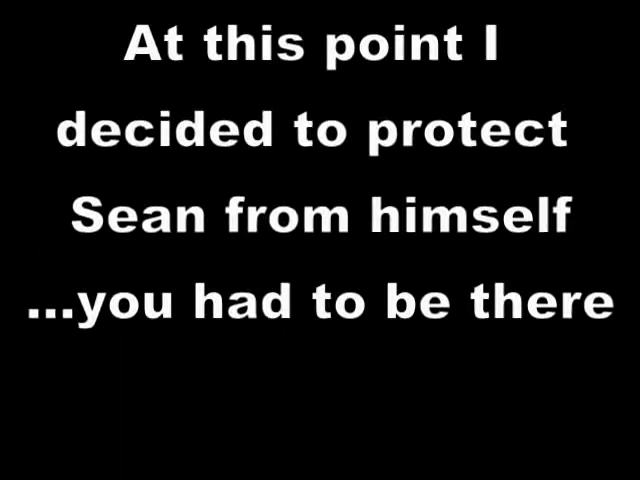 At this point I
decided to protect
Sean from himself
...you had to be there